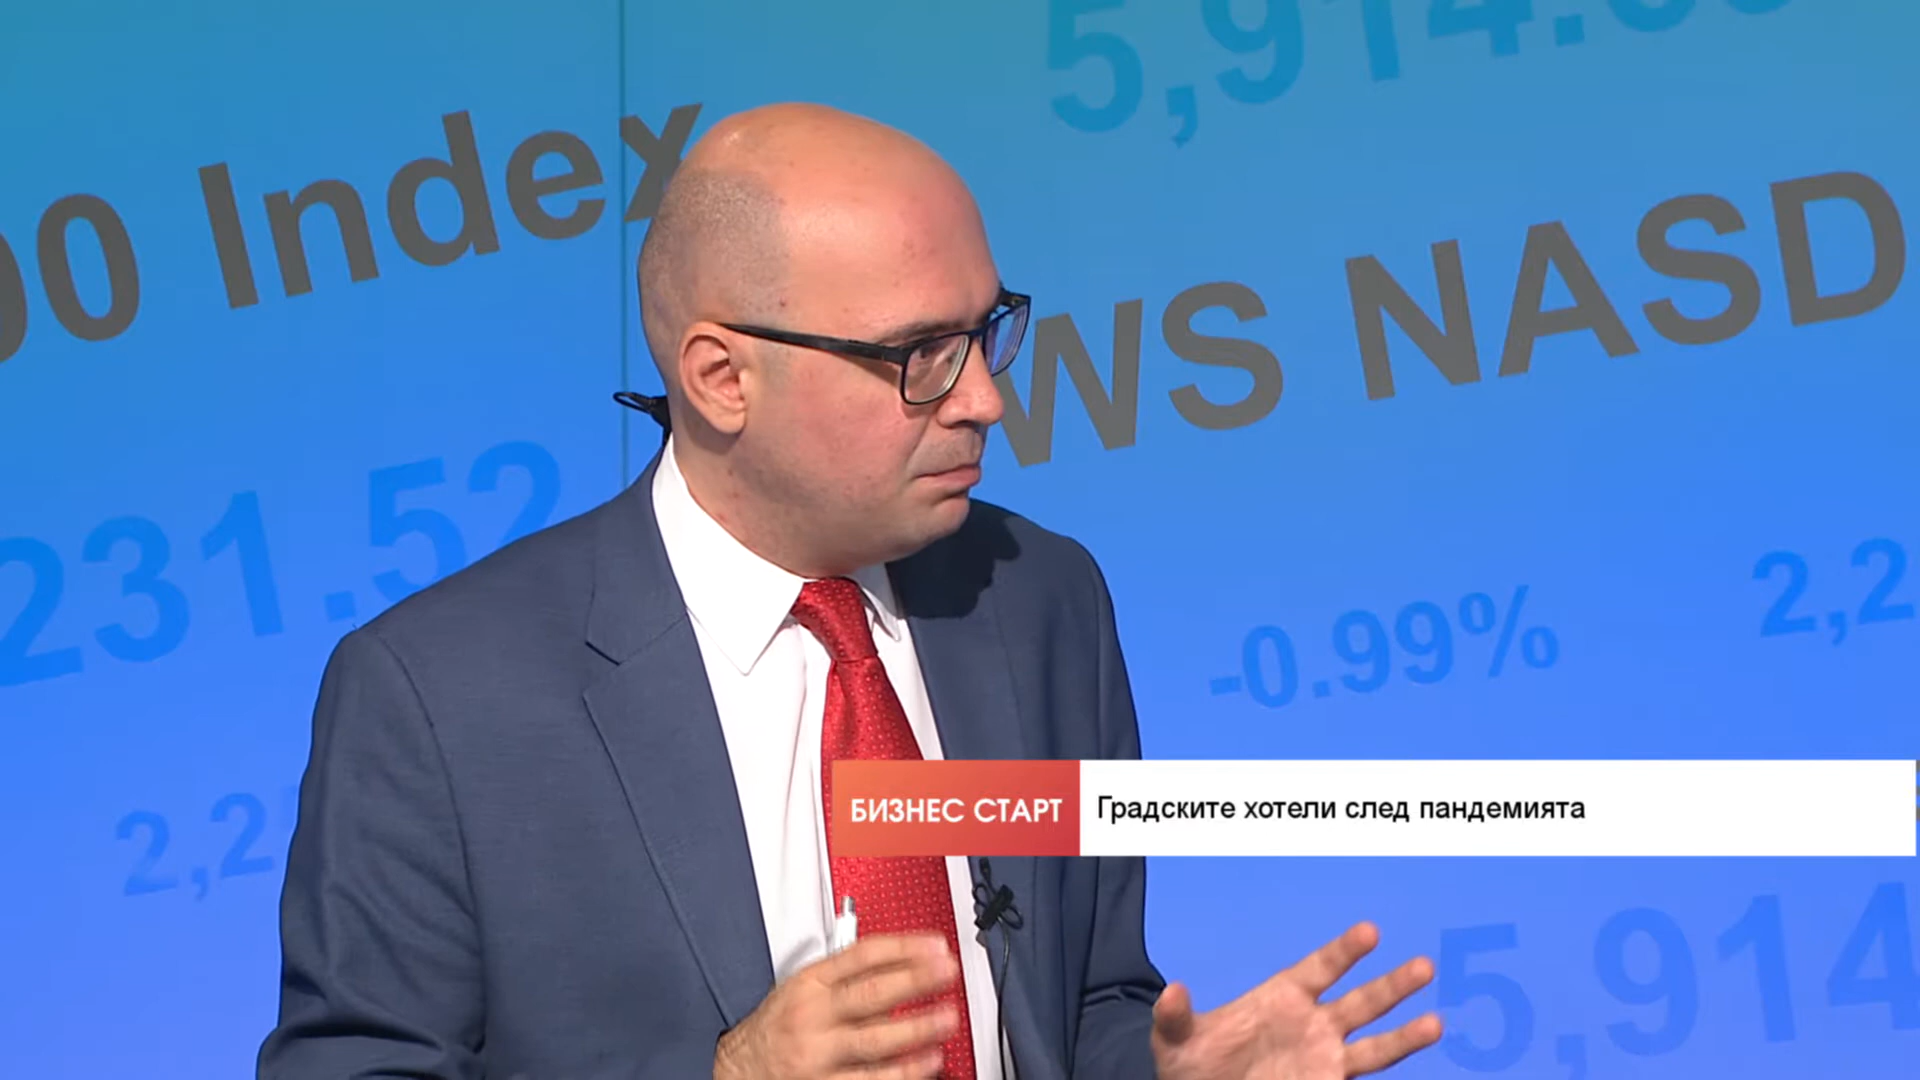 5,914.
00 Index
WS NASD
231.52
-0.99%
2,2
2,2
БИЗНЕС СТАРТ
Градските хотели след пандемията
5,914